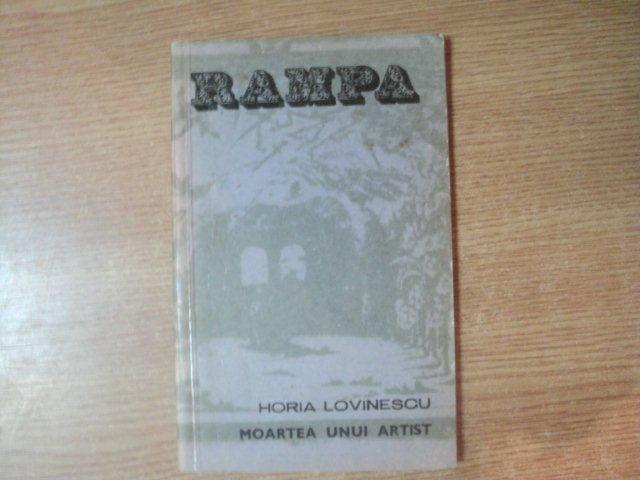 RAMPA
HORIA LOVINESCU
MOARTEA UNUI ARTIST